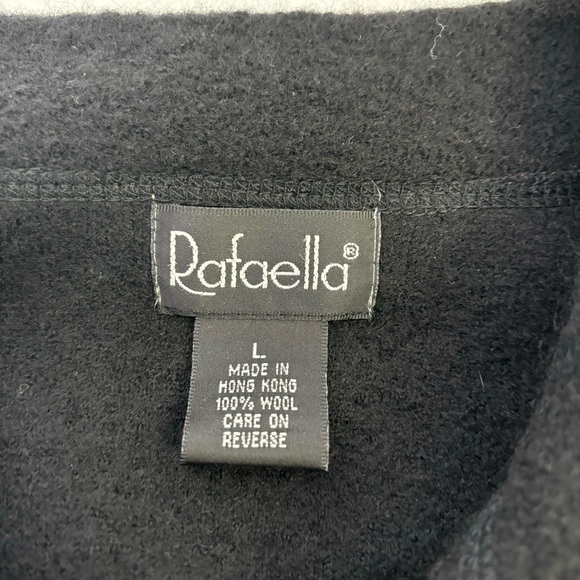 Rafaella®
L
MADE IN
HONG KONG
100% WOOL
CARE ON
REVERSE